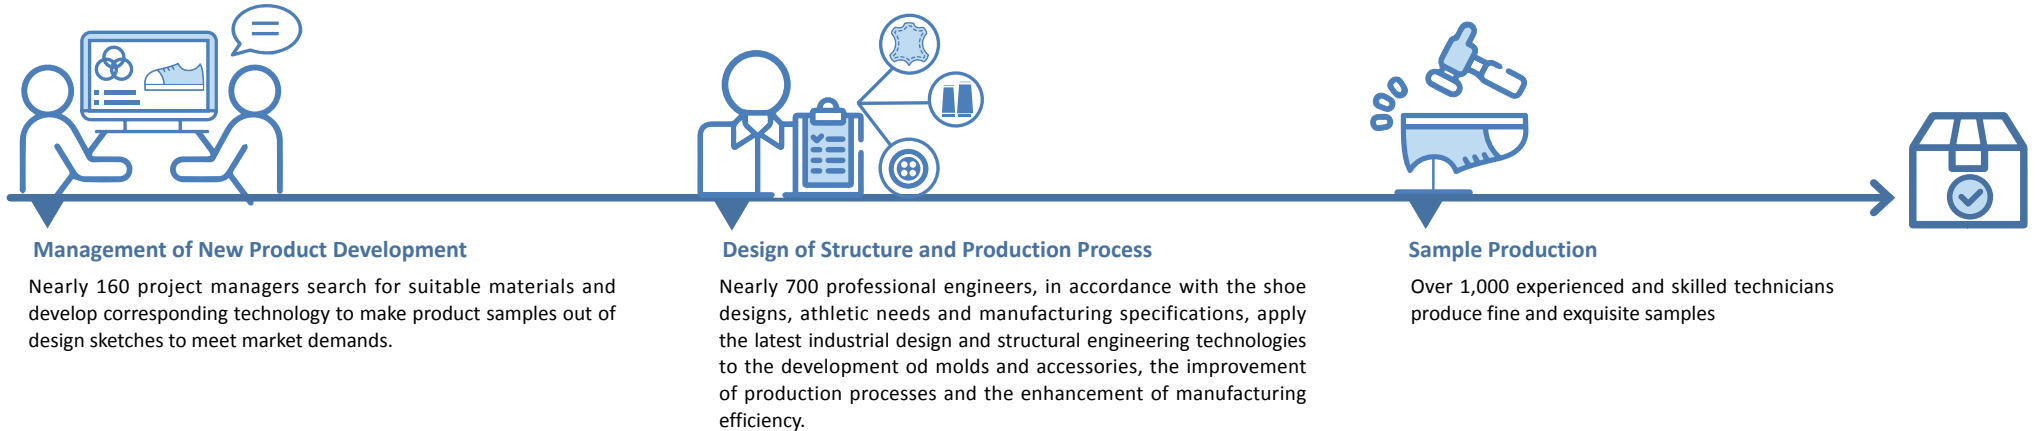 Management of New Product Development
Nearly 160 project managers search for suitable materials and
develop corresponding technology to make product samples out of
design sketches to meet market demands.
Design of Structure and Production Process
Nearly 700 professional engineers, in accordance with the shoe
designs, athletic needs and manufacturing specifications, apply
the latest industrial design and structural engineering technologies
to the development od molds and accessories, the improvement
of production processes and the enhancement of manufacturing
efficiency.
Sample Production
Over 1,000 experienced and skilled technicians
produce fine and exquisite samples